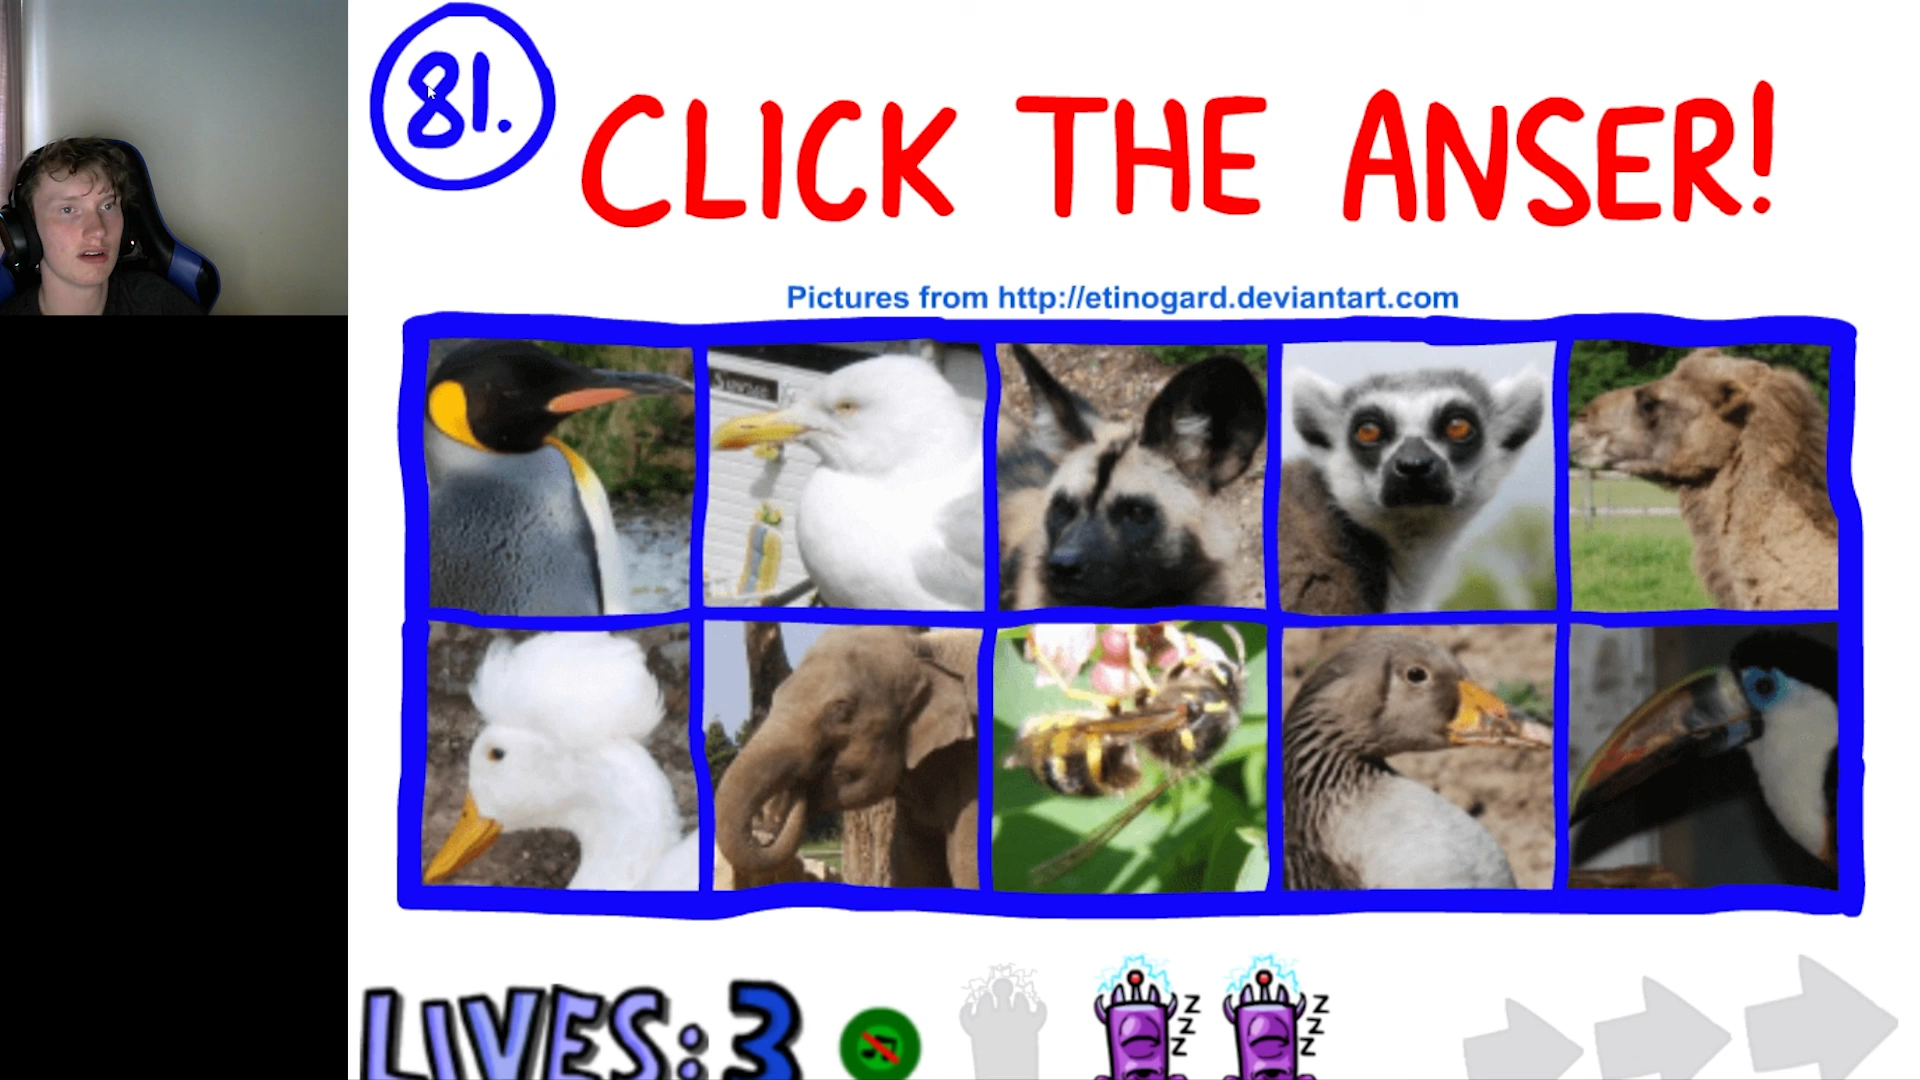 81.
CLICK THE ANSER!
Pictures from http://etinogard.deviantart.com
LIVES: 3
Z
Z
Z
Z
Z
Z